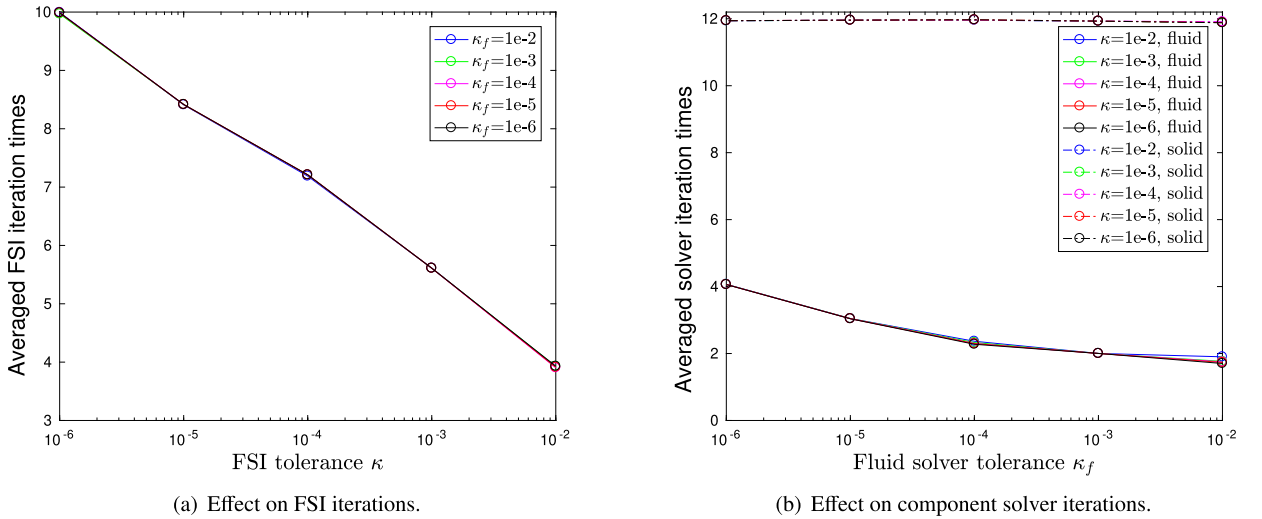 10
9
8
7
6
5
4
3
Averaged FSI iteration times
κf=1e-2
κf=1e-3
κf=1e-4
κf=1e-5
κf=1e-6
10-6
10-5
10-4
10-3
10-2
FSI tolerance κ
(a) Effect on FSI iterations.
12
10
8
6
4
2
0
Averaged solver iteration times
κ=1e-2, fluid
κ=1e-3, fluid
κ=1e-4, fluid
κ=1e-5, fluid
κ=1e-6, fluid
κ=1e-2, solid
κ=1e-3, solid
κ=1e-4, solid
κ=1e-5, solid
κ=1e-6, solid
10-6
10-5
10-4
10-3
10-2
Fluid solver tolerance κf
(b) Effect on component solver iterations.